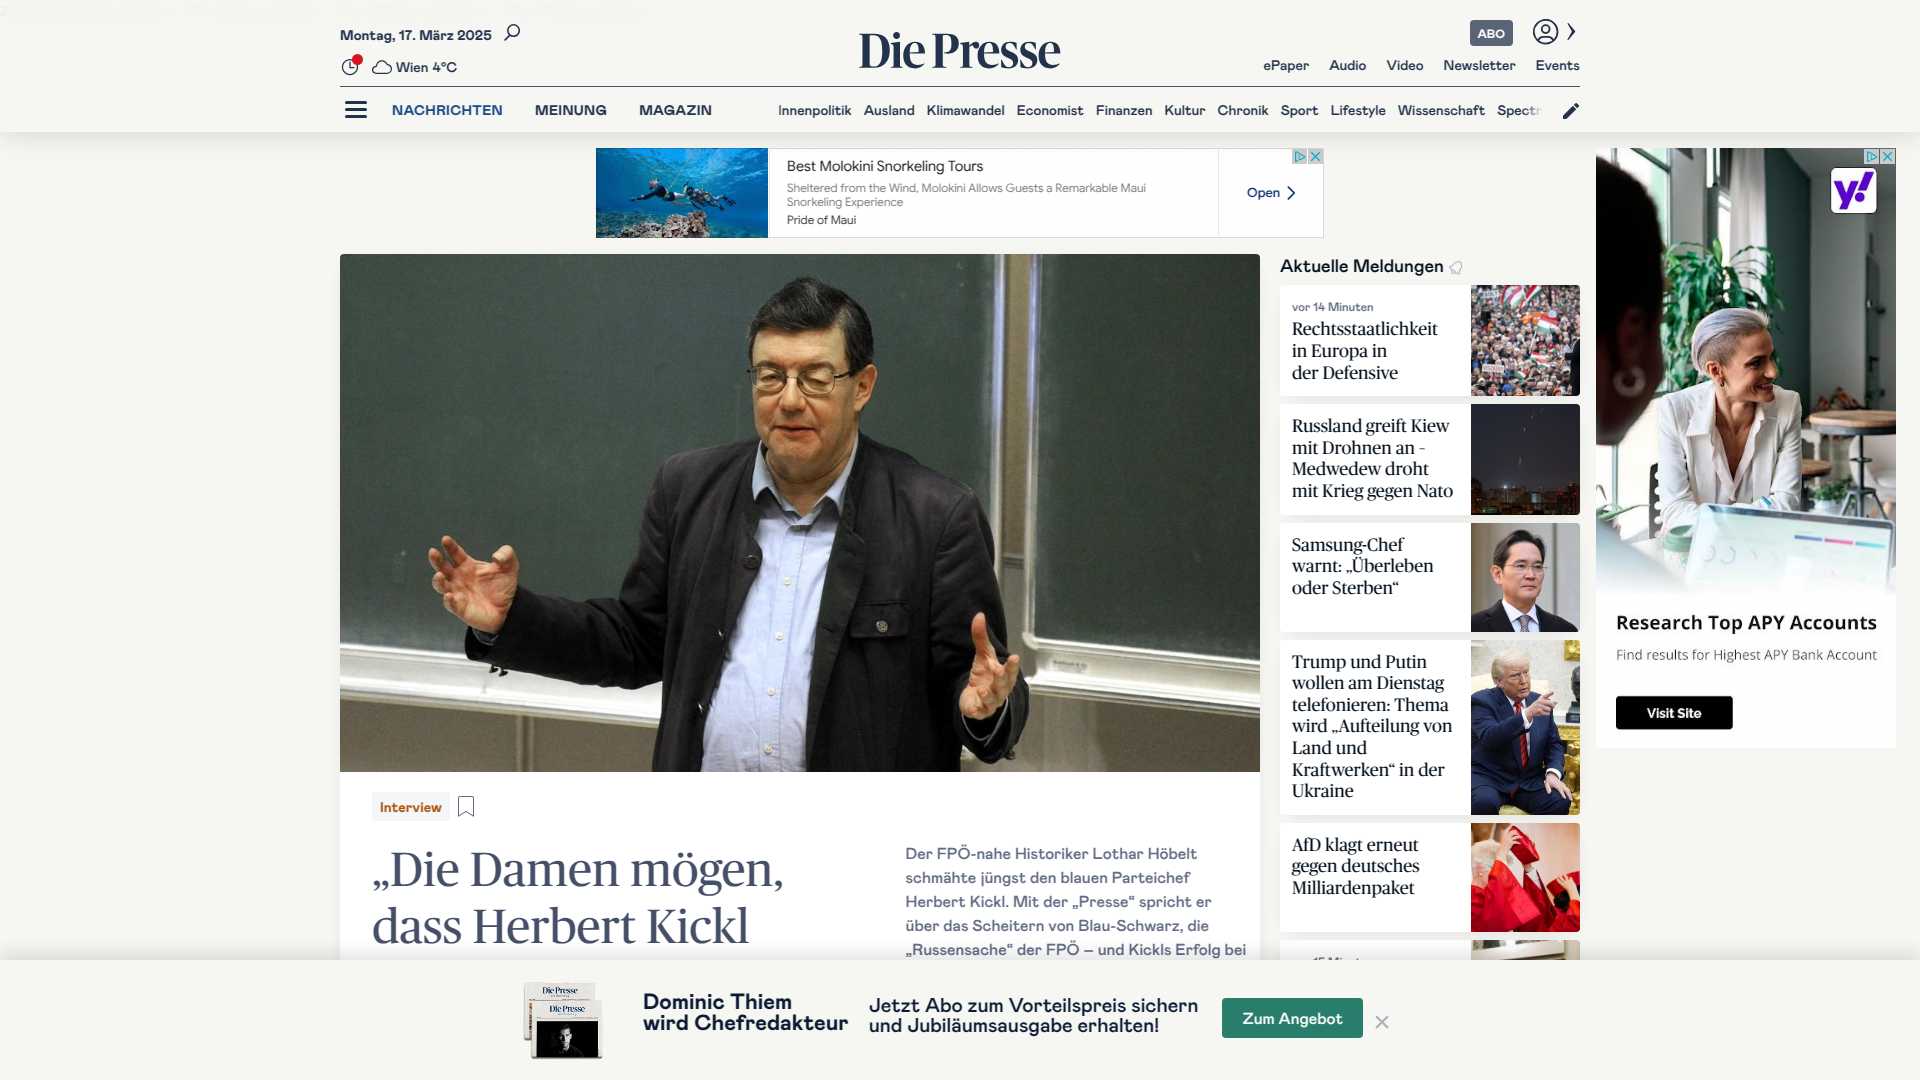 Montag, 17. März 2025
Wien 4°C
Die Presse
ABO
ePaper Audio Video Newsletter Events
NACHRICHTEN MEINUNG MAGAZIN
Innenpolitik Ausland Klimawandel Economist Finanzen Kultur Chronik Sport Lifestyle Wissenschaft Spectr
Best Molokini Snorkeling Tours
Sheltered from the Wind, Molokini Allows Guests a Remarkable Maui
Snorkeling Experience
Pride of Maui
Open
Interview
„Die Damen mögen,
dass Herbert Kickl
Der FPÖ-nahe Historiker Lothar Höbelt
schmähte jüngst den blauen Parteichef
Herbert Kickl. Mit der „Presse“ spricht er
über das Scheitern von Blau-Schwarz, die
„Russensache“ der FPÖ – und Kickls Erfolg bei
Aktuelle Meldungen
vor 14 Minuten
Rechtsstaatlichkeit
in Europa in
der Defensive
Russland greift Kiew
mit Drohnen an –
Medwedew droht
mit Krieg gegen Nato
Samsung-Chef
warnt: „Überleben
oder Sterben“
Trump und Putin
wollen am Dienstag
telefonieren: Thema
wird „Aufteilung von
Land und
Kraftwerken“ in der
Ukraine
AfD klagt erneut
gegen deutsches
Milliardenpaket
y!
Research Top APY Accounts
Find results for Highest APY Bank Account
Visit Site
Die Presse
Die Presse
Dominic Thiem
wird Chefredakteur
Jetzt Abo zum Vorteilspreis sichern
und Jubiläumsausgabe erhalten!
Zum Angebot